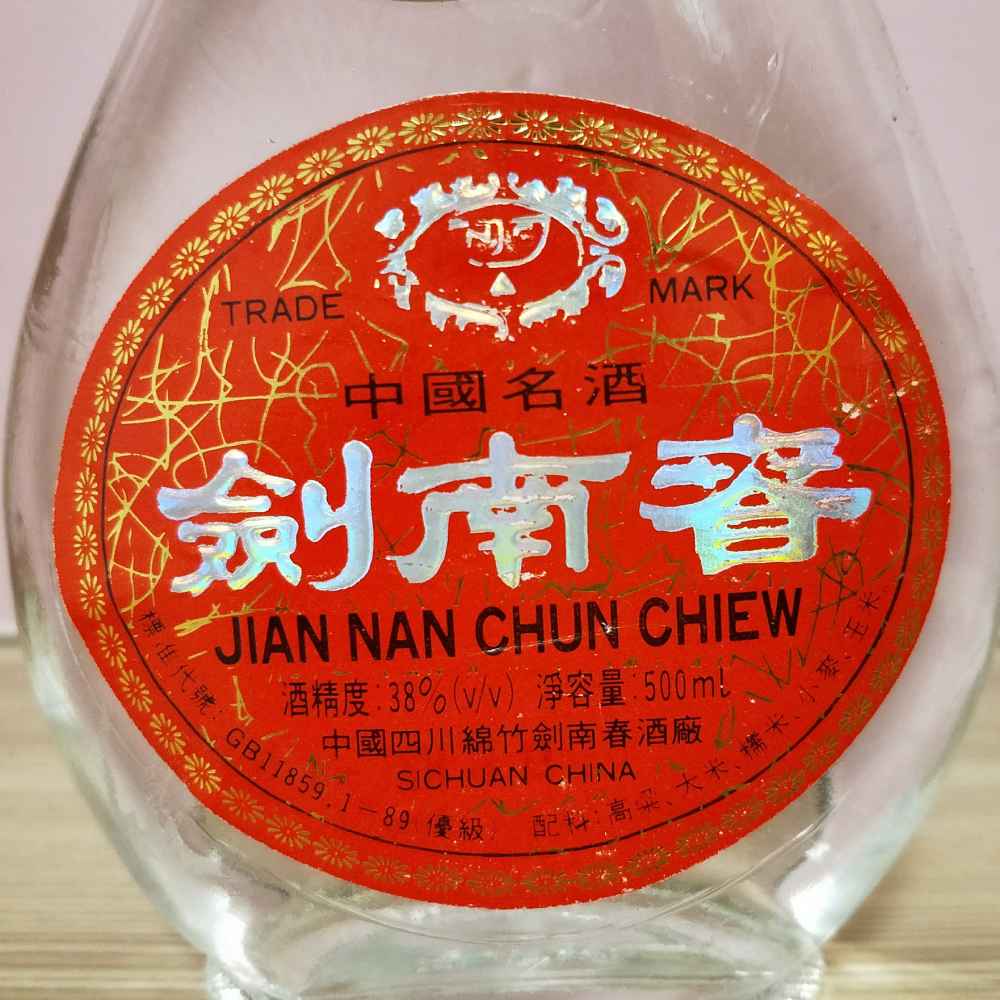 TRADE MARK
中國名酒
劍南春
JIAN NAN CHUN CHIEW
酒精度:38%(v/v) 淨容量:500ml
中國四川綿竹劍南春酒廠
SICHUAN CHINA
標准代號:GB11859.1-89(優級) 配料:高粱、大米、糯米、小麥、玉米